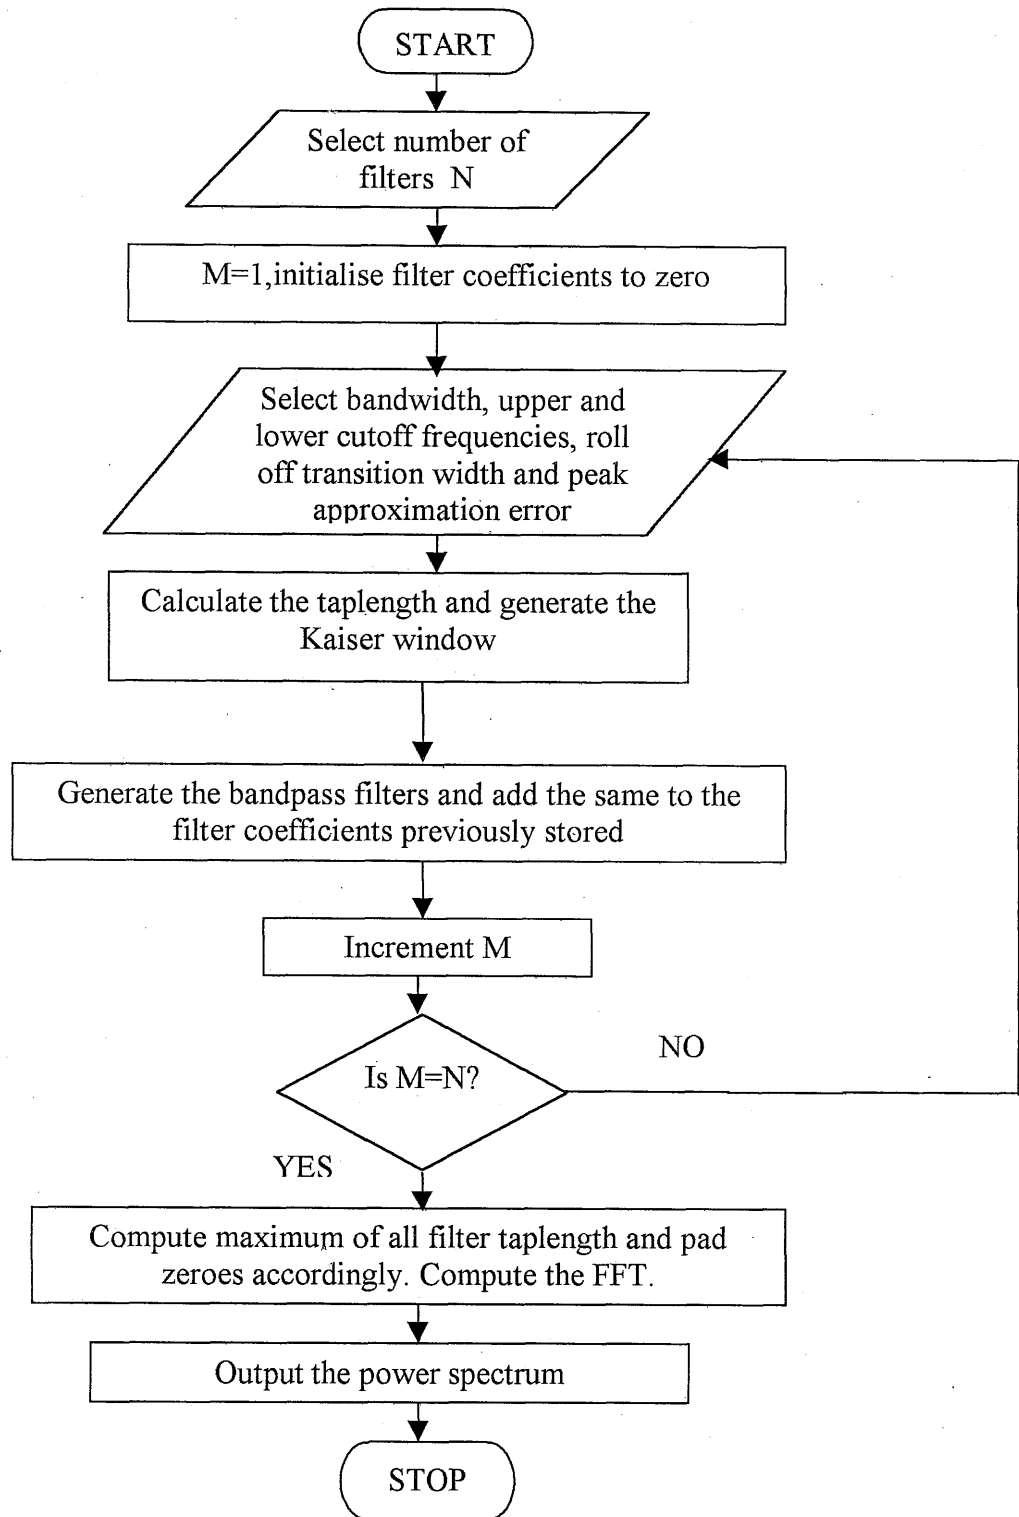 START
Select number of
filters N
M=1,initialise filter coefficients to zero
Select bandwidth, upper and
lower cutoff frequencies, roll
off transition width and peak
approximation error
Calculate the taplength and generate the
Kaiser window
Generate the bandpass filters and add the same to the
filter coefficients previously stored
Increment M
Is M=N?
NO
YES
Compute maximum of all filter taplength and pad
zeroes accordingly. Compute the FFT.
Output the power spectrum
STOP